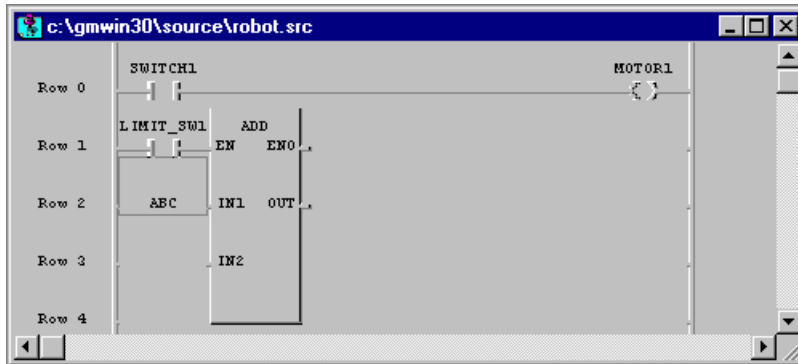 c:\gmwin30\source\robot.src
SWITCH1 MOTOR1
Row 0
LIMIT_SW1 ADD
Row 1 EN ENO
Row 2 ABC IN1 OUT
Row 3 IN2
Row 4